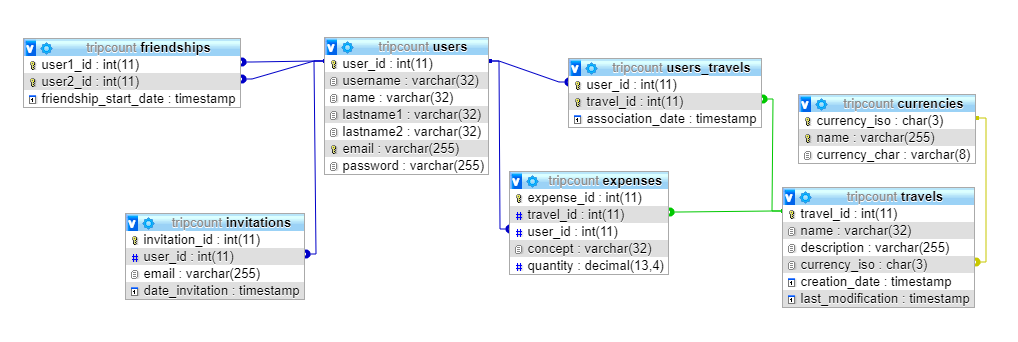 tripcount friendships
user1_id : int(11)
user2_id : int(11)
friendship_start_date : timestamp
tripcount users
user_id : int(11)
username : varchar(32)
name : varchar(32)
lastname1 : varchar(32)
lastname2 : varchar(32)
email : varchar(255)
password : varchar(255)
tripcount users_travels
user_id : int(11)
travel_id : int(11)
association_date : timestamp
tripcount currencies
currency_iso : char(3)
name : varchar(255)
currency_char : varchar(8)
tripcount invitations
invitation_id : int(11)
user_id : int(11)
email : varchar(255)
date_invitation : timestamp
tripcount expenses
expense_id : int(11)
travel_id : int(11)
user_id : int(11)
concept : varchar(32)
quantity : decimal(13,4)
tripcount travels
travel_id : int(11)
name : varchar(32)
description : varchar(255)
currency_iso : char(3)
creation_date : timestamp
last_modification : timestamp